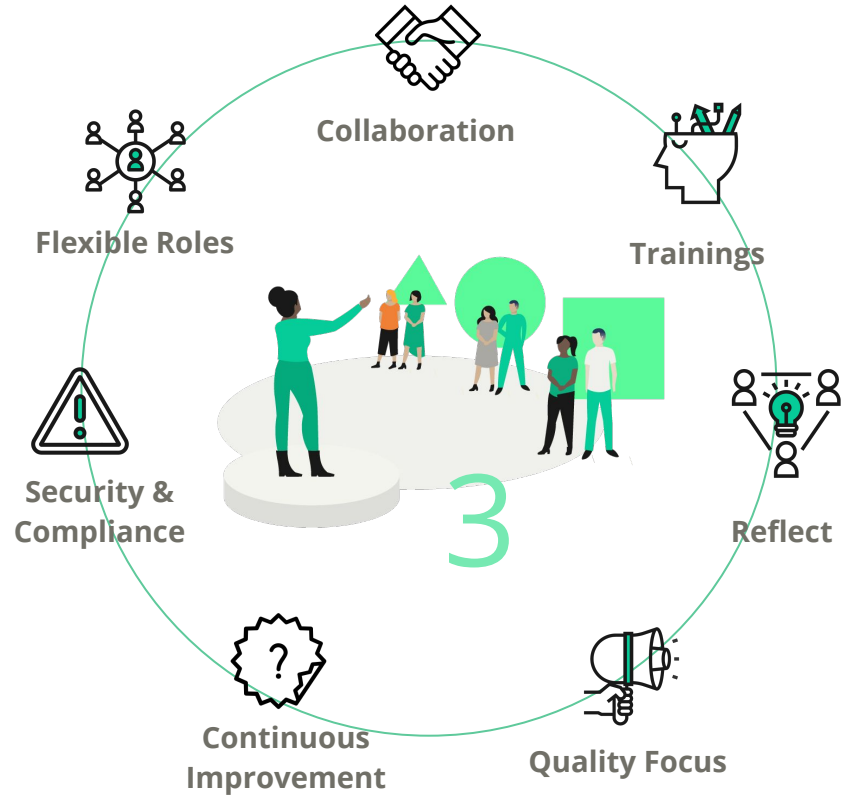 Collaboration
Flexible Roles
Trainings
Security &
Compliance
3
Reflect
?
Continuous
Improvement
Quality Focus